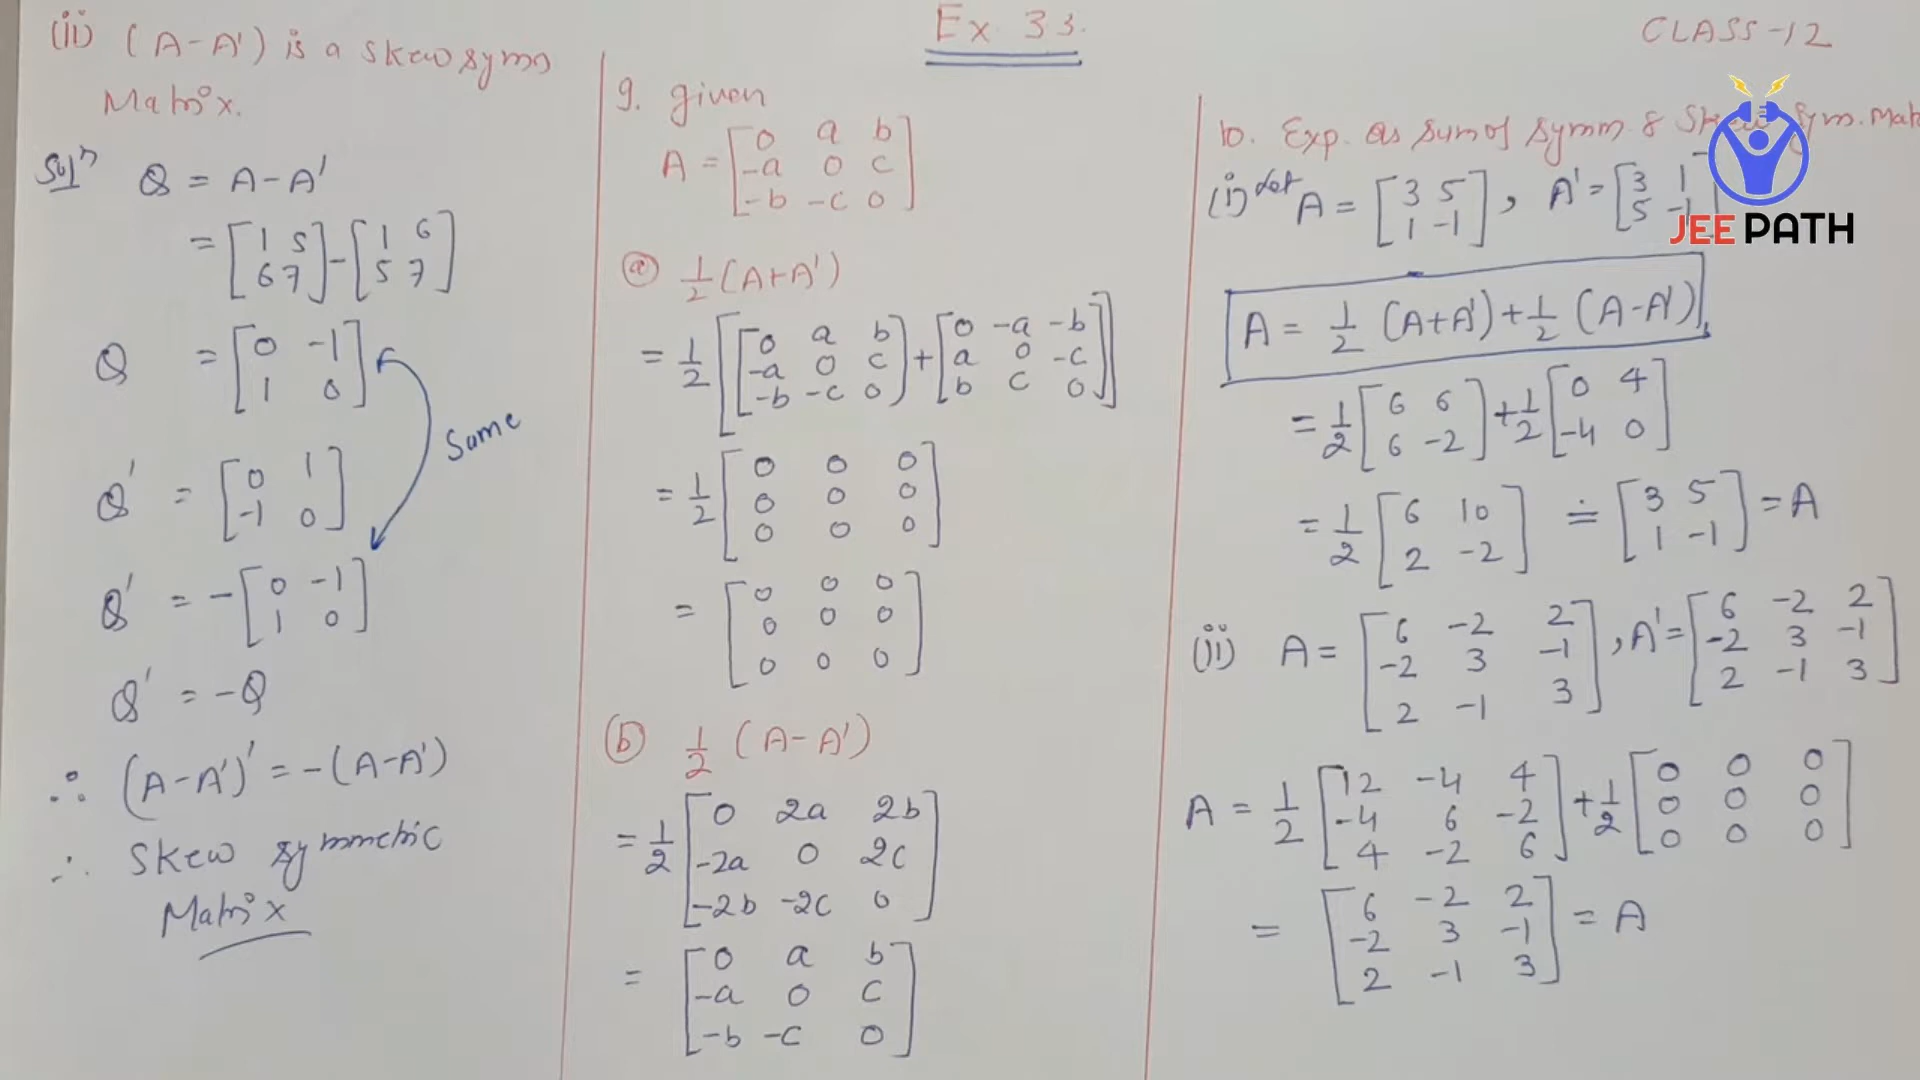 Ex 3.3.
CLASS-12
JEE PATH
(ii) (A-A') is a skew symm
Matrix.
Solⁿ Q = A-A'
= [1 5; 6 7] - [1 6; 5 7]
Q = [0 -1; 1 0]
Same
Q' = [0 1; -1 0]
Q' = -[0 -1; 1 0]
Q' = -Q
∴ (A-A')' = -(A-A')
∴ Skew symmetric
Matrix
9. given
A = [0 a b; -a 0 c; -b -c 0]
(a) 1/2 (A+A')
= 1/2 [[0 a b; -a 0 c; -b -c 0] + [0 -a -b; a 0 -c; b c 0]]
= 1/2 [0 0 0; 0 0 0; 0 0 0]
= [0 0 0; 0 0 0; 0 0 0]
(b) 1/2 (A-A')
= 1/2 [0 2a 2b; -2a 0 2c; -2b -2c 0]
= [0 a b; -a 0 c; -b -c 0]
10. Exp. as sum of symm. & Skew Sym. Mat
(i) let A = [3 5; 1 -1], A' = [3 1; 5 -1]
A = 1/2 (A+A') + 1/2 (A-A')
= 1/2 [6 6; 6 -2] + 1/2 [0 4; -4 0]
= 1/2 [6 10; 2 -2] = [3 5; 1 -1] = A
(ii) A = [6 -2 2; -2 3 -1; 2 -1 3], A' = [6 -2 2; -2 3 -1; 2 -1 3]
A = 1/2 [12 -4 4; -4 6 -2; 4 -2 6] + 1/2 [0 0 0; 0 0 0; 0 0 0]
= [6 -2 2; -2 3 -1; 2 -1 3] = A